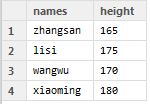 names height
1 zhangsan 165
2 lisi 175
3 wangwu 170
4 xiaoming 180